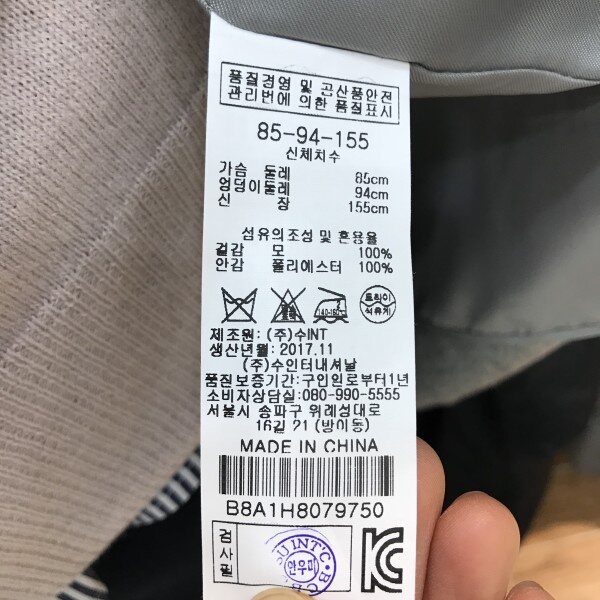 품질경영 및 공산품안전
관리법에 의한 품질표시
85-94-155
신체치수
가슴 둘레 85cm
엉덩이둘레 94cm
신 장 155cm
섬유의조성 및 혼용율
겉감 모 100%
안감 폴리에스터 100%
140-160℃
드라이
석유계
제조원: (주)수INT
생산년월: 2017.11
(주)수인터내셔날
품질보증기간: 구입일로부터1년
소비자상담실: 080-990-5555
서울시 송파구 위례성대로
16길 21 (방이동)
MADE IN CHINA
B8A1H8079750
검사필
SU INT'C